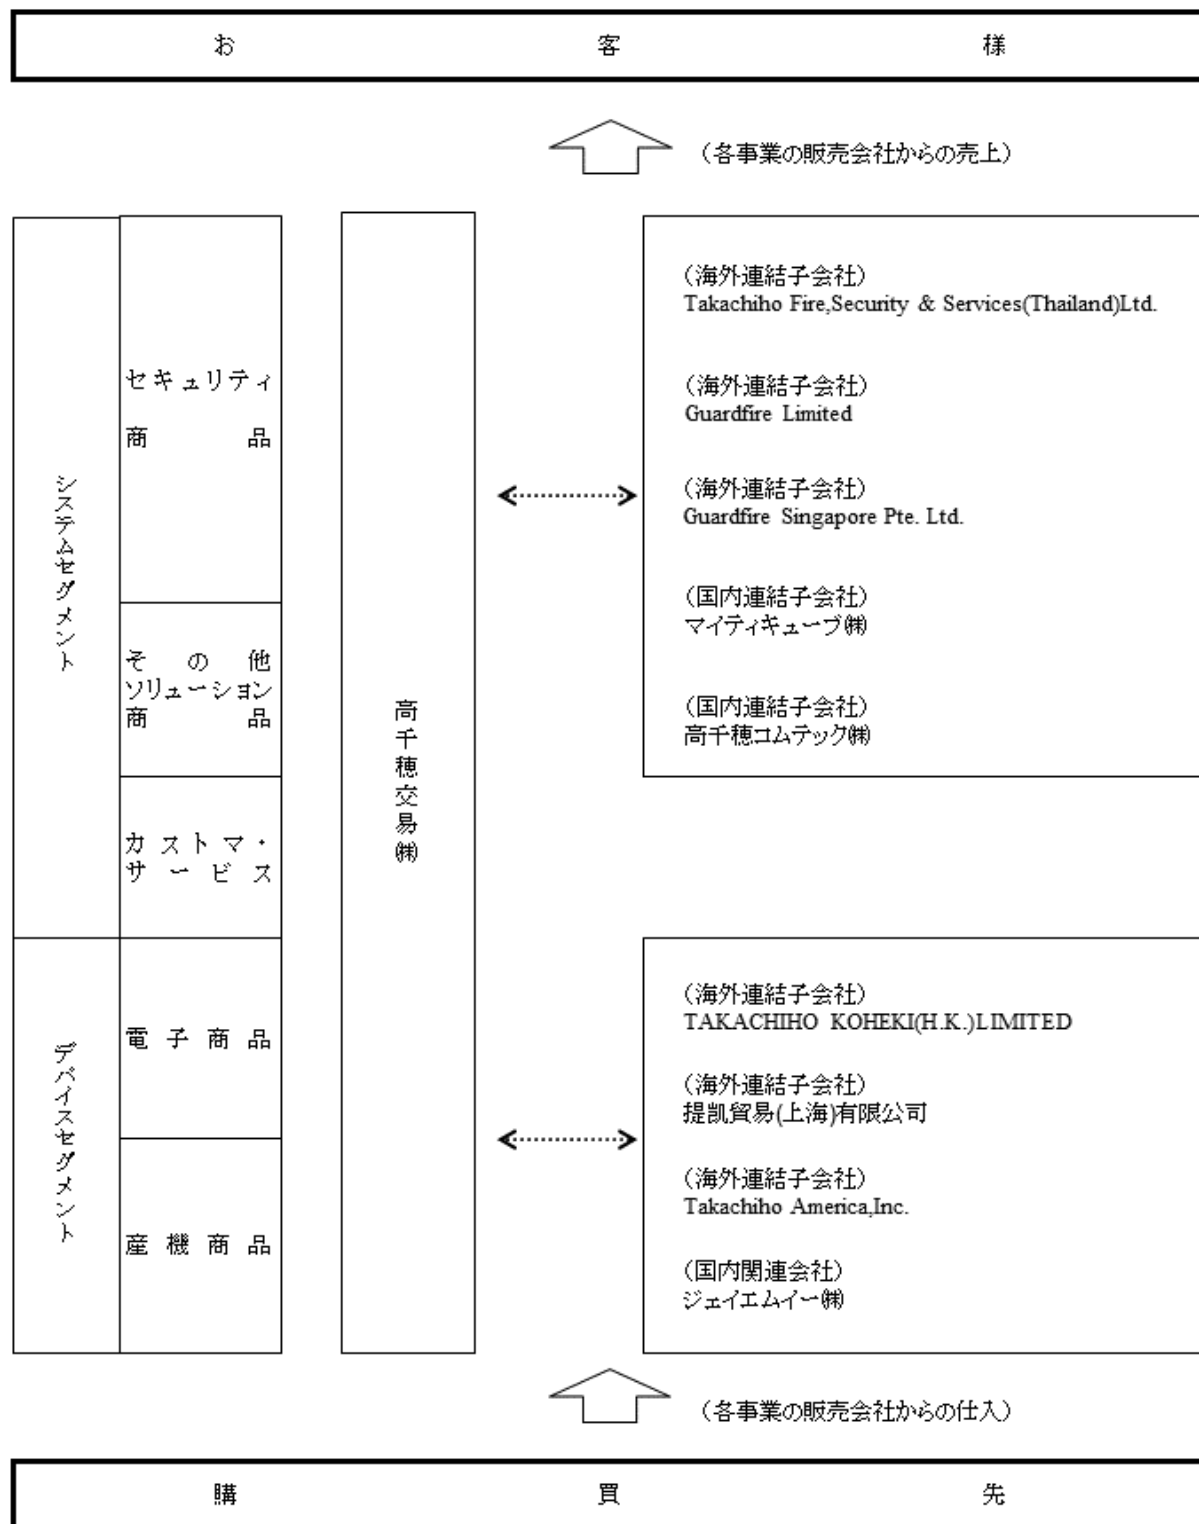 お客様
（各事業の販売会社からの売上）
システムセグメント
セキュリティ
商品
その他
ソリューション
商品
カストマ・
サービス
デバイスセグメント
電子商品
産機商品
高千穂交易㈱
（海外連結子会社）
Takachiho Fire,Security & Services(Thailand)Ltd.
（海外連結子会社）
Guardfire Limited
（海外連結子会社）
Guardfire Singapore Pte. Ltd.
（国内連結子会社）
マイティキューブ㈱
（国内連結子会社）
高千穂コムテック㈱
（海外連結子会社）
TAKACHIHO KOHEKI(H.K.)LIMITED
（海外連結子会社）
提凱貿易(上海)有限公司
（海外連結子会社）
Takachiho America,Inc.
（国内関連会社）
ジェイエムイー㈱
（各事業の販売会社からの仕入）
購買先